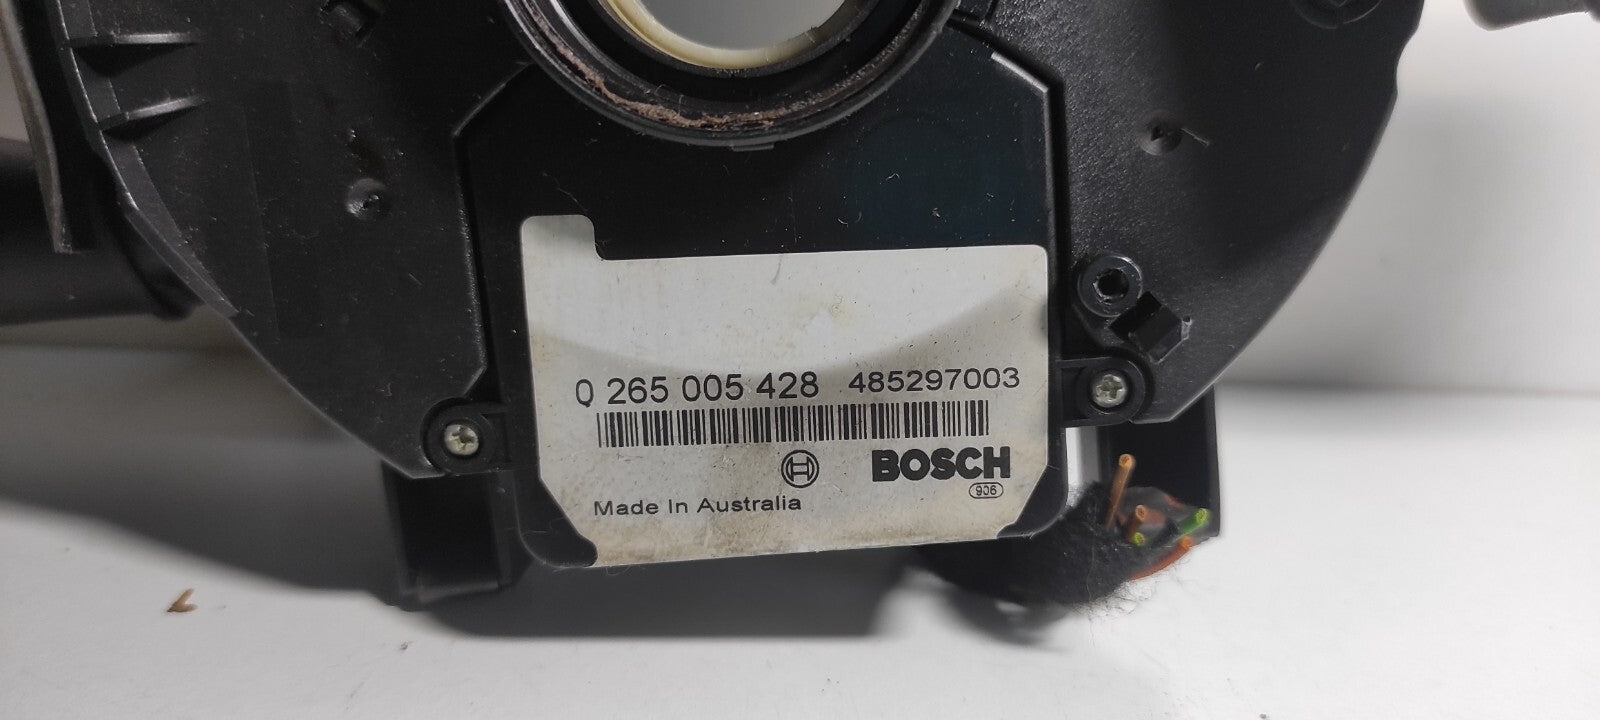 0 265 005 428 485297003
BOSCH
906
Made In Australia